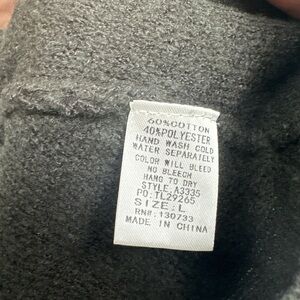 60%COTTON
40%POLYESTER
HAND WASH COLD
WATER SEPARATELY
COLOR WILL BLEED
NO BLEECH
HANG TO DRY
STYLE.A3335
PO:TL29265
SIZE:L
RN#:130733
MADE IN CHINA